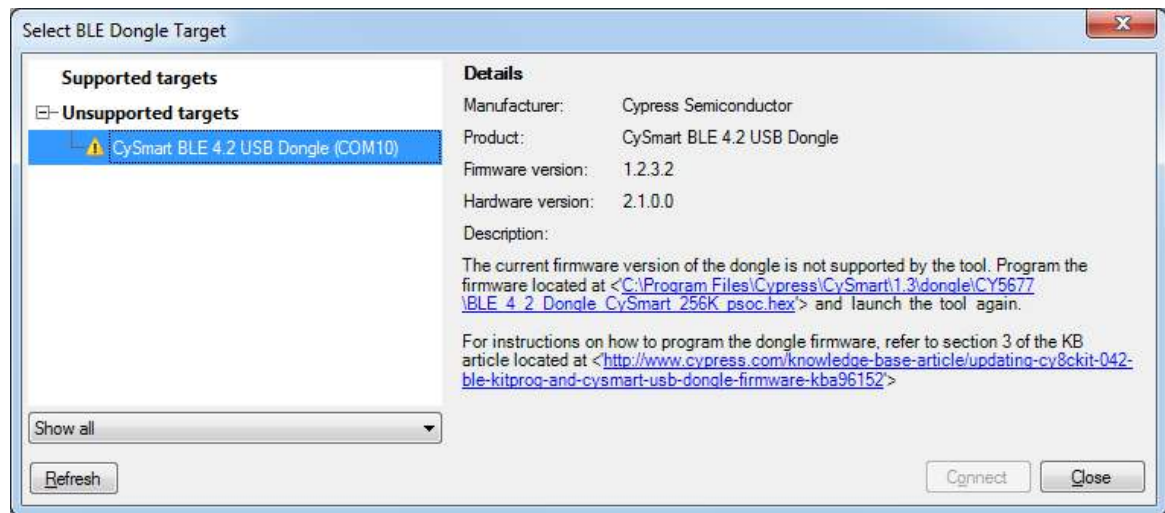 Select BLE Dongle Target
Supported targets
Unsupported targets
CySmart BLE 4.2 USB Dongle (COM10)
Show all
Refresh
Details
Manufacturer: Cypress Semiconductor
Product: CySmart BLE 4.2 USB Dongle
Firmware version: 1.2.3.2
Hardware version: 2.1.0.0
Description:
The current firmware version of the dongle is not supported by the tool. Program the
firmware located at <'C:\Program Files\Cypress\CySmart\1.3\dongle\CY5677
\BLE_4_2_Dongle_CySmart_256K_psoc.hex'> and launch the tool again.
For instructions on how to program the dongle firmware, refer to section 3 of the KB
article located at <'http://www.cypress.com/knowledge-base-article/updating-cy8ckit-042-
ble-kitprog-and-cysmart-usb-dongle-firmware-kba96152'>
Connect
Close